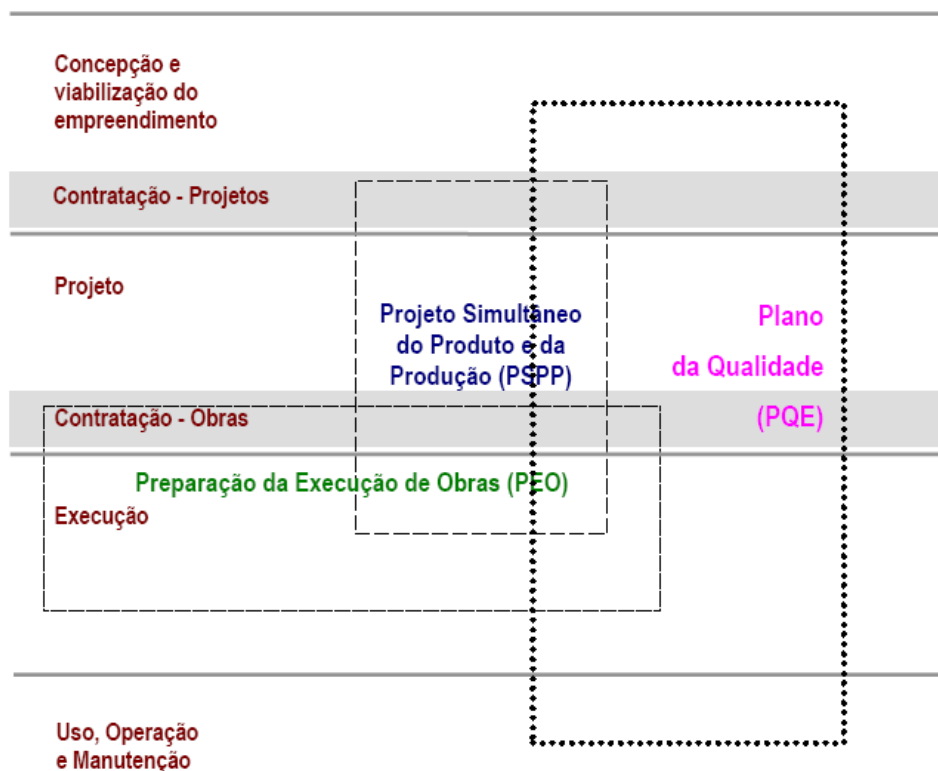 Concepção e
viabilização do
empreendimento
Contratação - Projetos
Projeto
Projeto Simultâneo
do Produto e da
Produção (PSPP)
Plano
da Qualidade
(PQE)
Contratação - Obras
Preparação da Execução de Obras (PEO)
Execução
Uso, Operação
e Manutenção